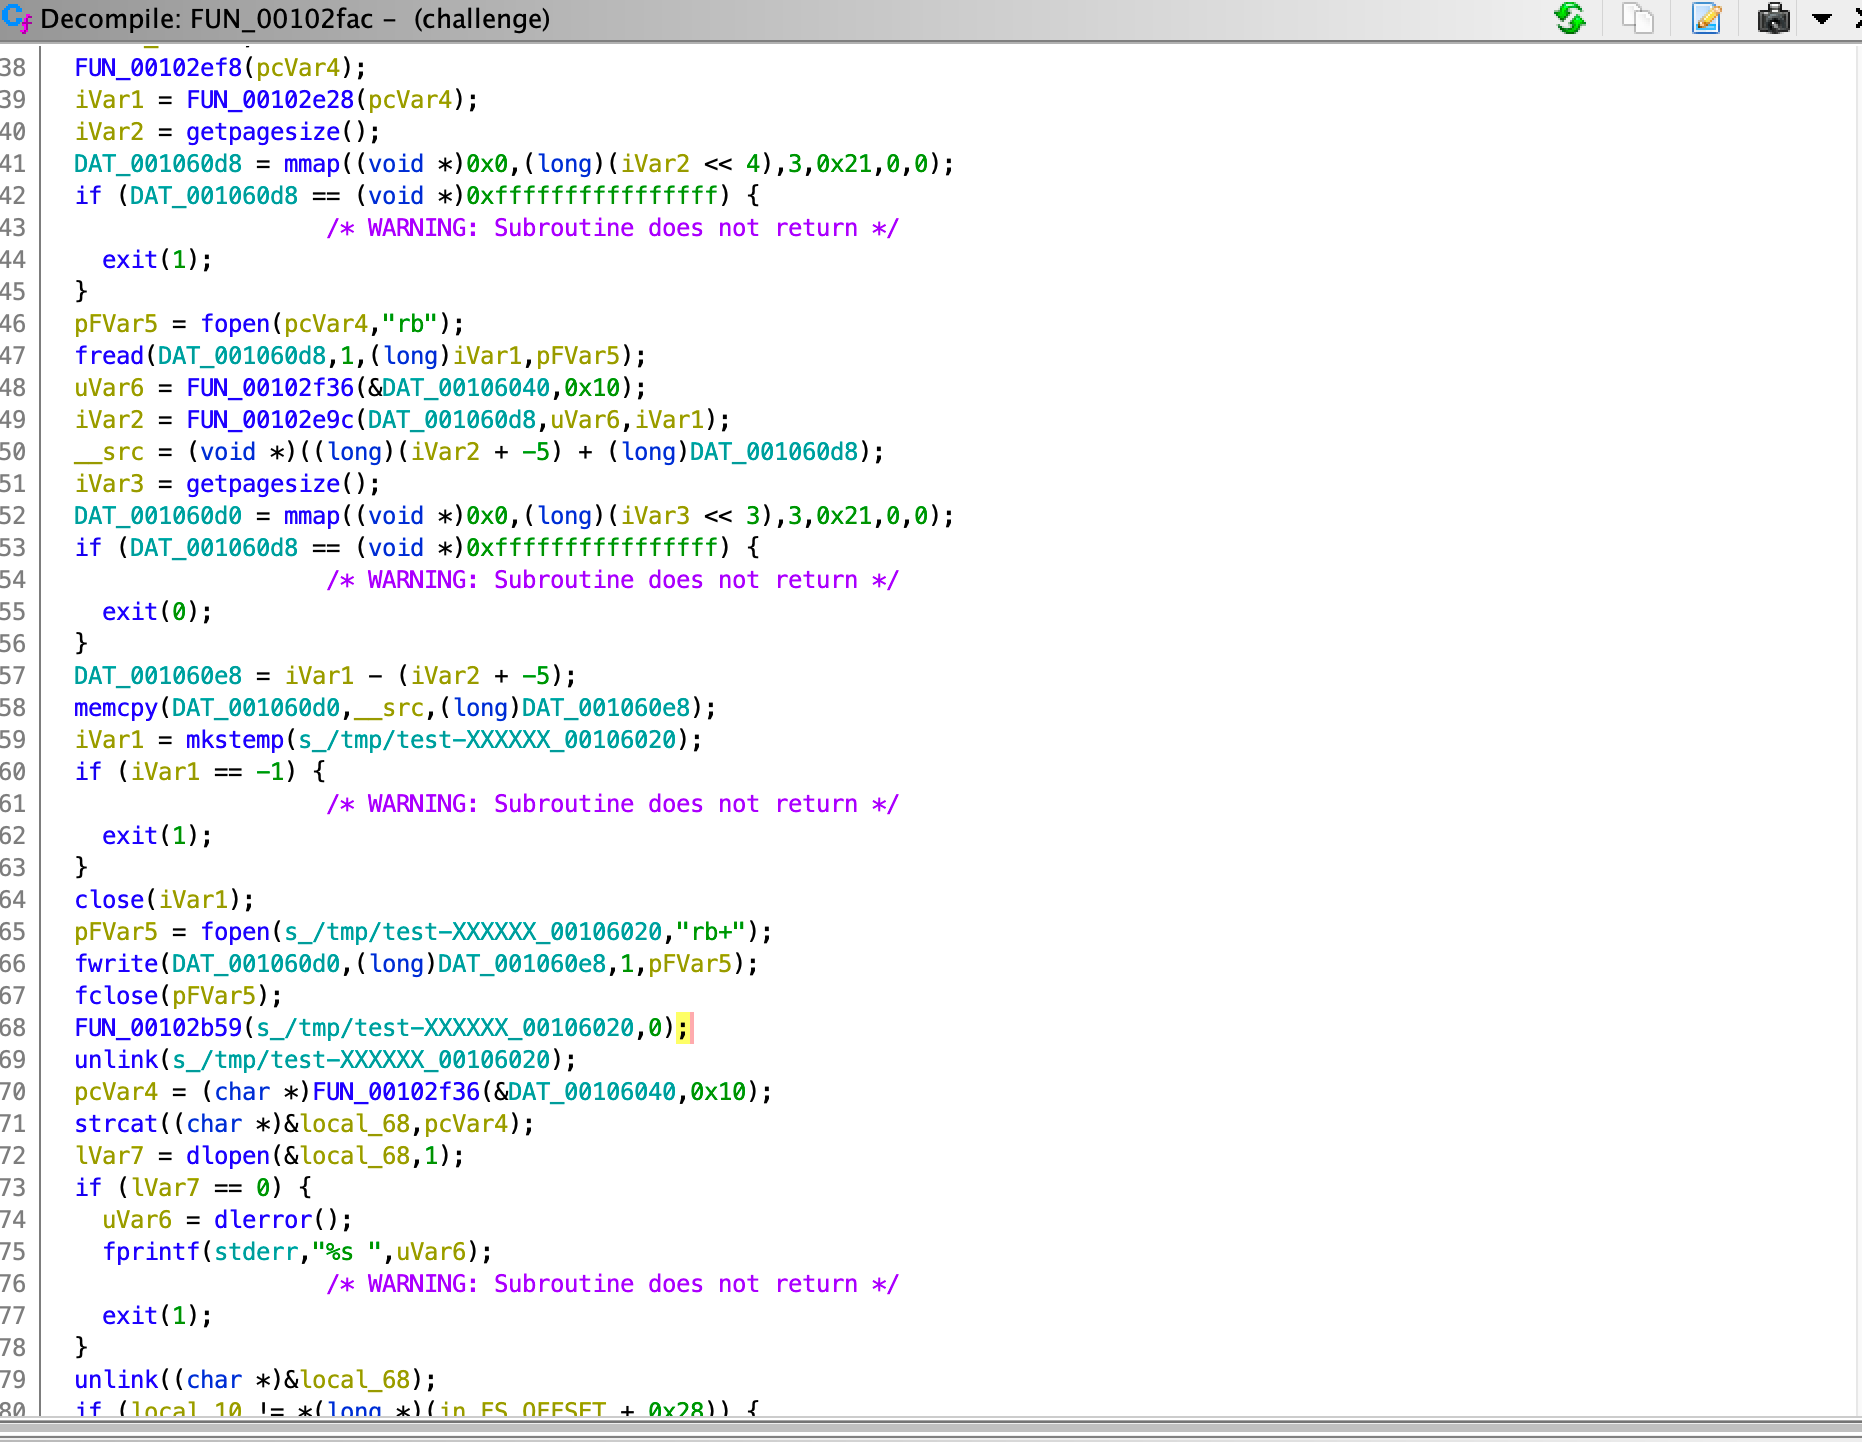 Decompile: FUN_00102fac - (challenge)
38 FUN_00102ef8(pcVar4);
39 iVar1 = FUN_00102e28(pcVar4);
40 iVar2 = getpagesize();
41 DAT_001060d8 = mmap((void *)0x0,(long)(iVar2 << 4),3,0x21,0,0);
42 if (DAT_001060d8 == (void *)0xffffffffffffffff) {
43 /* WARNING: Subroutine does not return */
44 exit(1);
45 }
46 pFVar5 = fopen(pcVar4,"rb");
47 fread(DAT_001060d8,1,(long)iVar1,pFVar5);
48 uVar6 = FUN_00102f36(&DAT_00106040,0x10);
49 iVar2 = FUN_00102e9c(DAT_001060d8,uVar6,iVar1);
50 __src = (void *)((long)(iVar2 + -5) + (long)DAT_001060d8);
51 iVar3 = getpagesize();
52 DAT_001060d0 = mmap((void *)0x0,(long)(iVar3 << 3),3,0x21,0,0);
53 if (DAT_001060d8 == (void *)0xffffffffffffffff) {
54 /* WARNING: Subroutine does not return */
55 exit(0);
56 }
57 DAT_001060e8 = iVar1 - (iVar2 + -5);
58 memcpy(DAT_001060d0,__src,(long)DAT_001060e8);
59 iVar1 = mkstemp(s_/tmp/test-XXXXXX_00106020);
60 if (iVar1 == -1) {
61 /* WARNING: Subroutine does not return */
62 exit(1);
63 }
64 close(iVar1);
65 pFVar5 = fopen(s_/tmp/test-XXXXXX_00106020,"rb+");
66 fwrite(DAT_001060d0,(long)DAT_001060e8,1,pFVar5);
67 fclose(pFVar5);
68 FUN_00102b59(s_/tmp/test-XXXXXX_00106020,0);
69 unlink(s_/tmp/test-XXXXXX_00106020);
70 pcVar4 = (char *)FUN_00102f36(&DAT_00106040,0x10);
71 strcat((char *)&local_68,pcVar4);
72 lVar7 = dlopen(&local_68,1);
73 if (lVar7 == 0) {
74 uVar6 = dlerror();
75 fprintf(stderr,"%s ",uVar6);
76 /* WARNING: Subroutine does not return */
77 exit(1);
78 }
79 unlink((char *)&local_68);
80 if (local_10 != *(long *)(in_FS_OFFSET + 0x28)) {